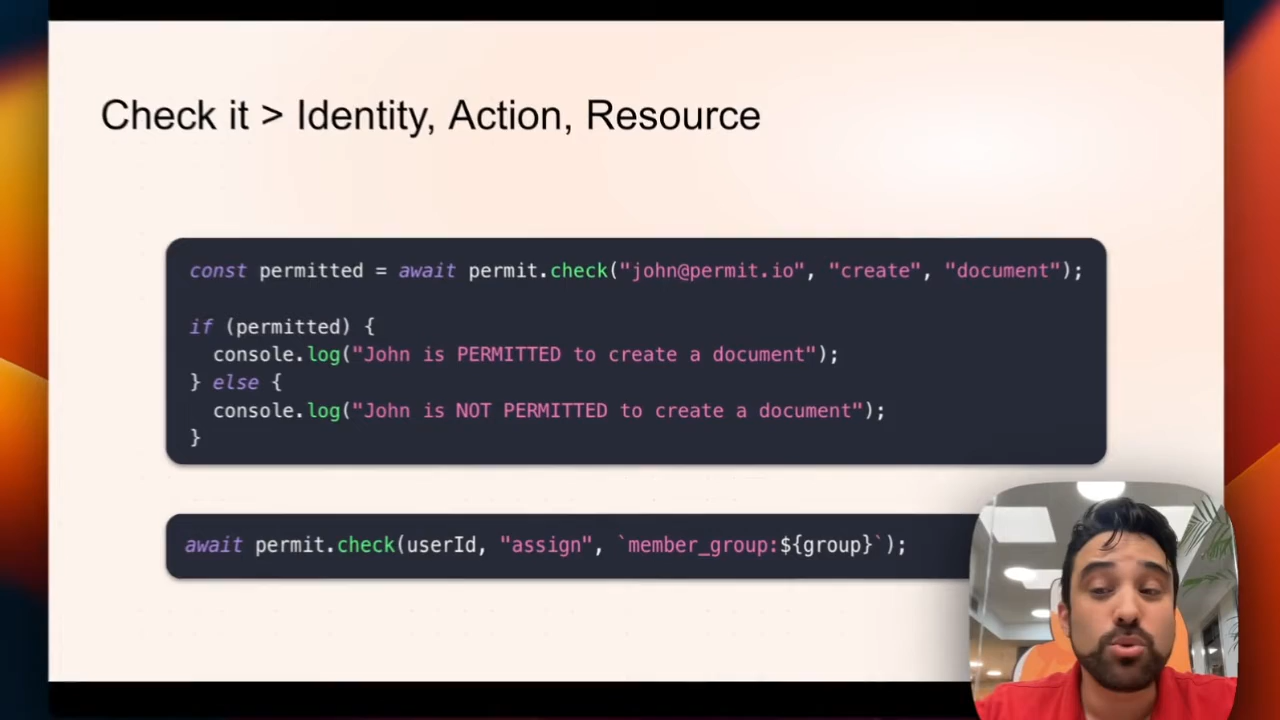 Check it > Identity, Action, Resource
const permitted = await permit.check("john@permit.io", "create", "document");
if (permitted) {
  console.log("John is PERMITTED to create a document");
} else {
  console.log("John is NOT PERMITTED to create a document");
}
await permit.check(userId, "assign", `member_group:${group}`);